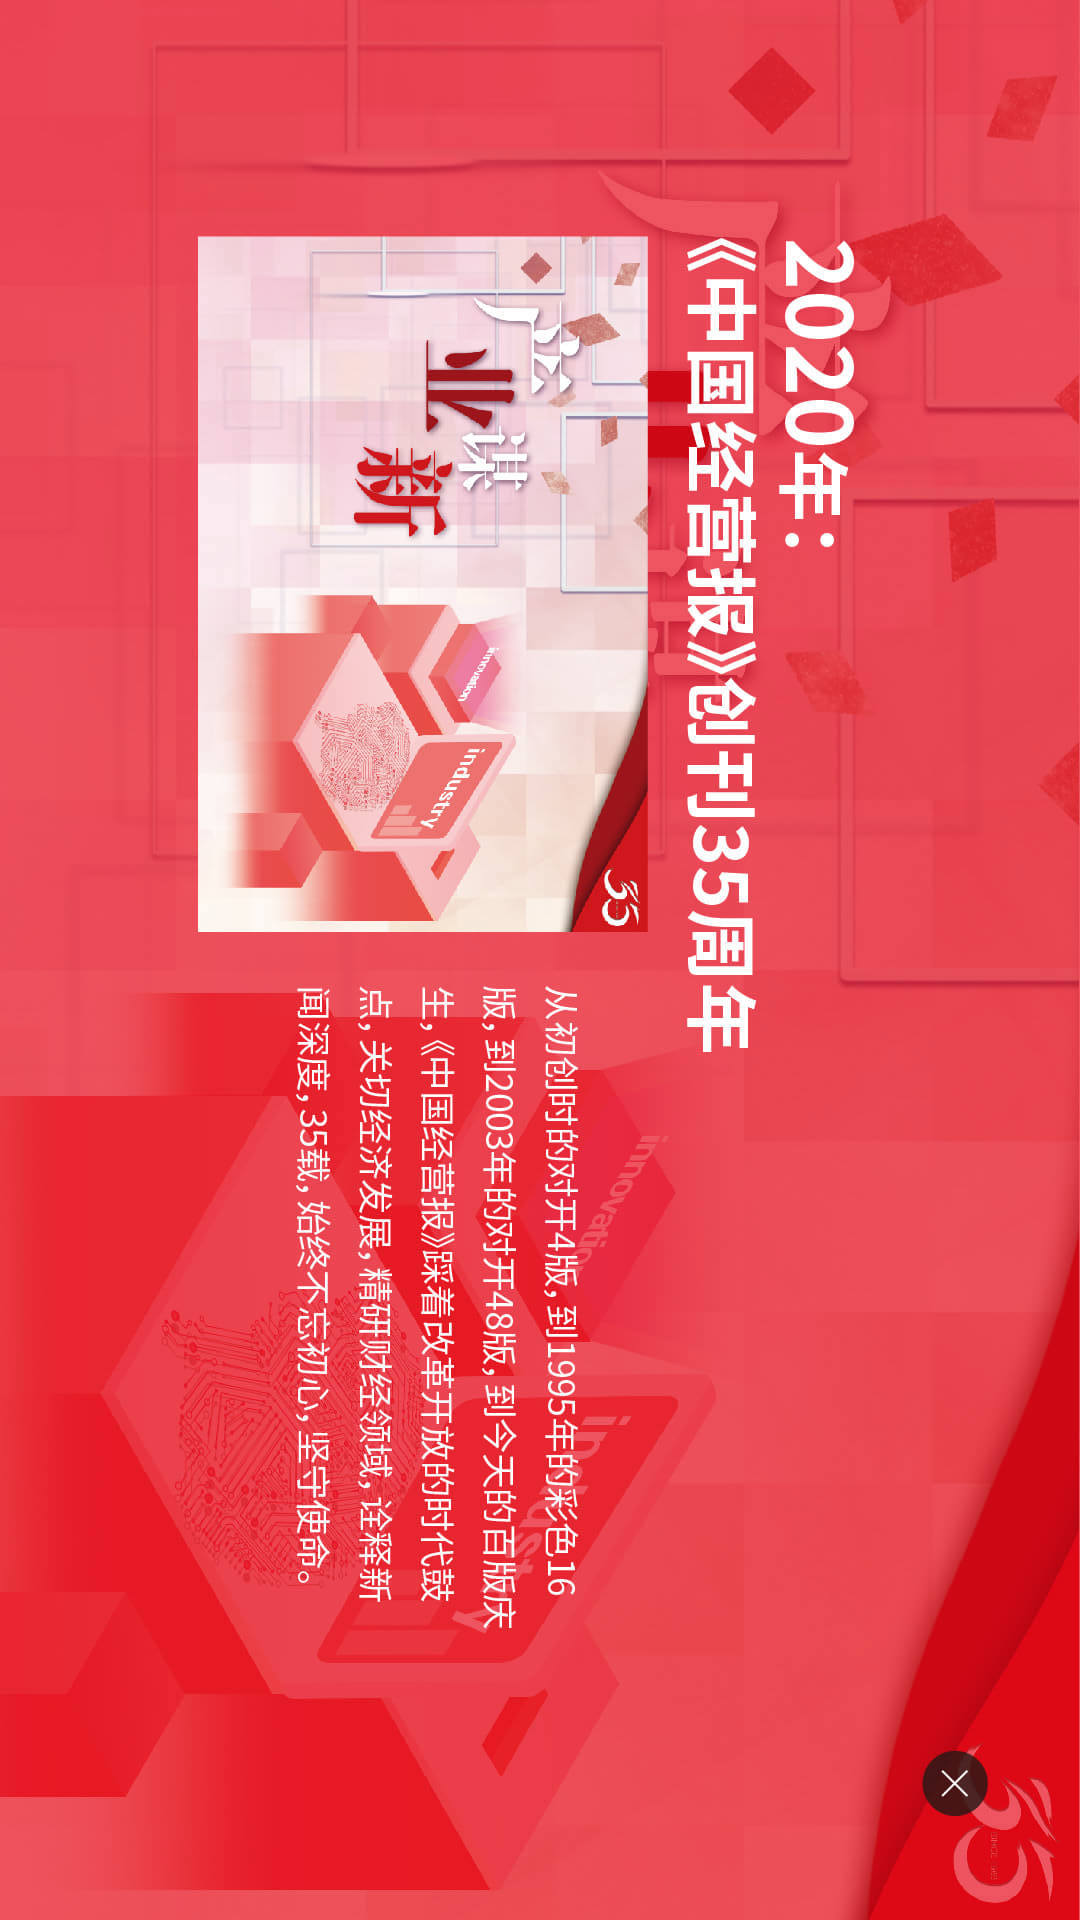 2020年：
《中国经营报》创刊35周年
产业谋新
innovation
industry
35
从初创时的对开4版，到1995年的彩色16
版，到2003年的对开48版，到今天的百版庆
生，《中国经营报》踩着改革开放的时代鼓
点，关切经济发展，精研财经领域，诠释新
闻深度，35载，始终不忘初心，坚守使命。
innovation
industry
35